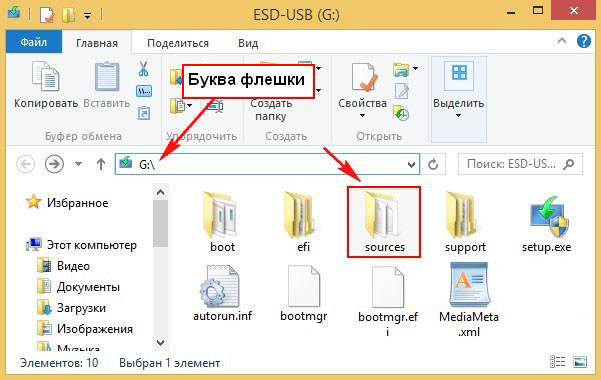 ESD-USB (G:)
Файл Главная Поделиться Вид
Буква флешки
Копировать Вставить Создать папку Свойства Выделить
Буфер обмена Упорядочить Создать Открыть
G:\ Поиск: ESD-US...
Избранное
Этот компьютер
Видео
Документы
Загрузки
Изображения
Музыка
boot efi sources support setup.exe
autorun.inf bootmgr bootmgr.ef MediaMeta
i .xml
Элементов: 10 Выбран 1 элемент